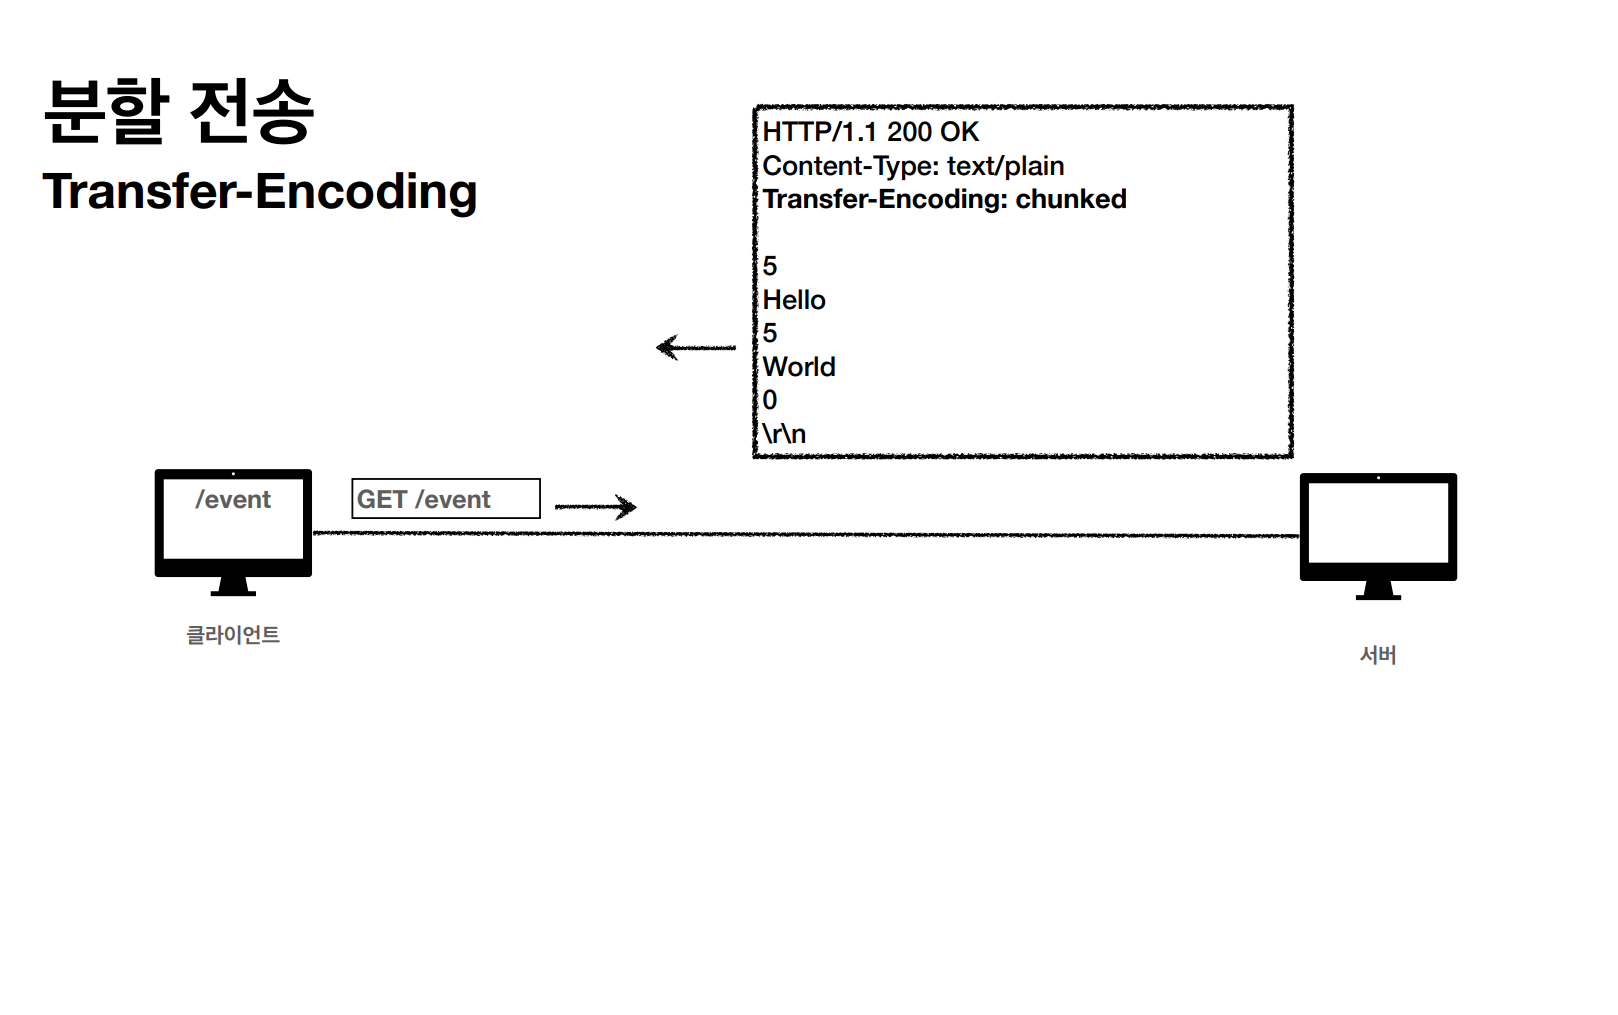 분할 전송
Transfer-Encoding
HTTP/1.1 200 OK
Content-Type: text/plain
Transfer-Encoding: chunked
5
Hello
5
World
0
\r\n
/event
GET /event
클라이언트
서버